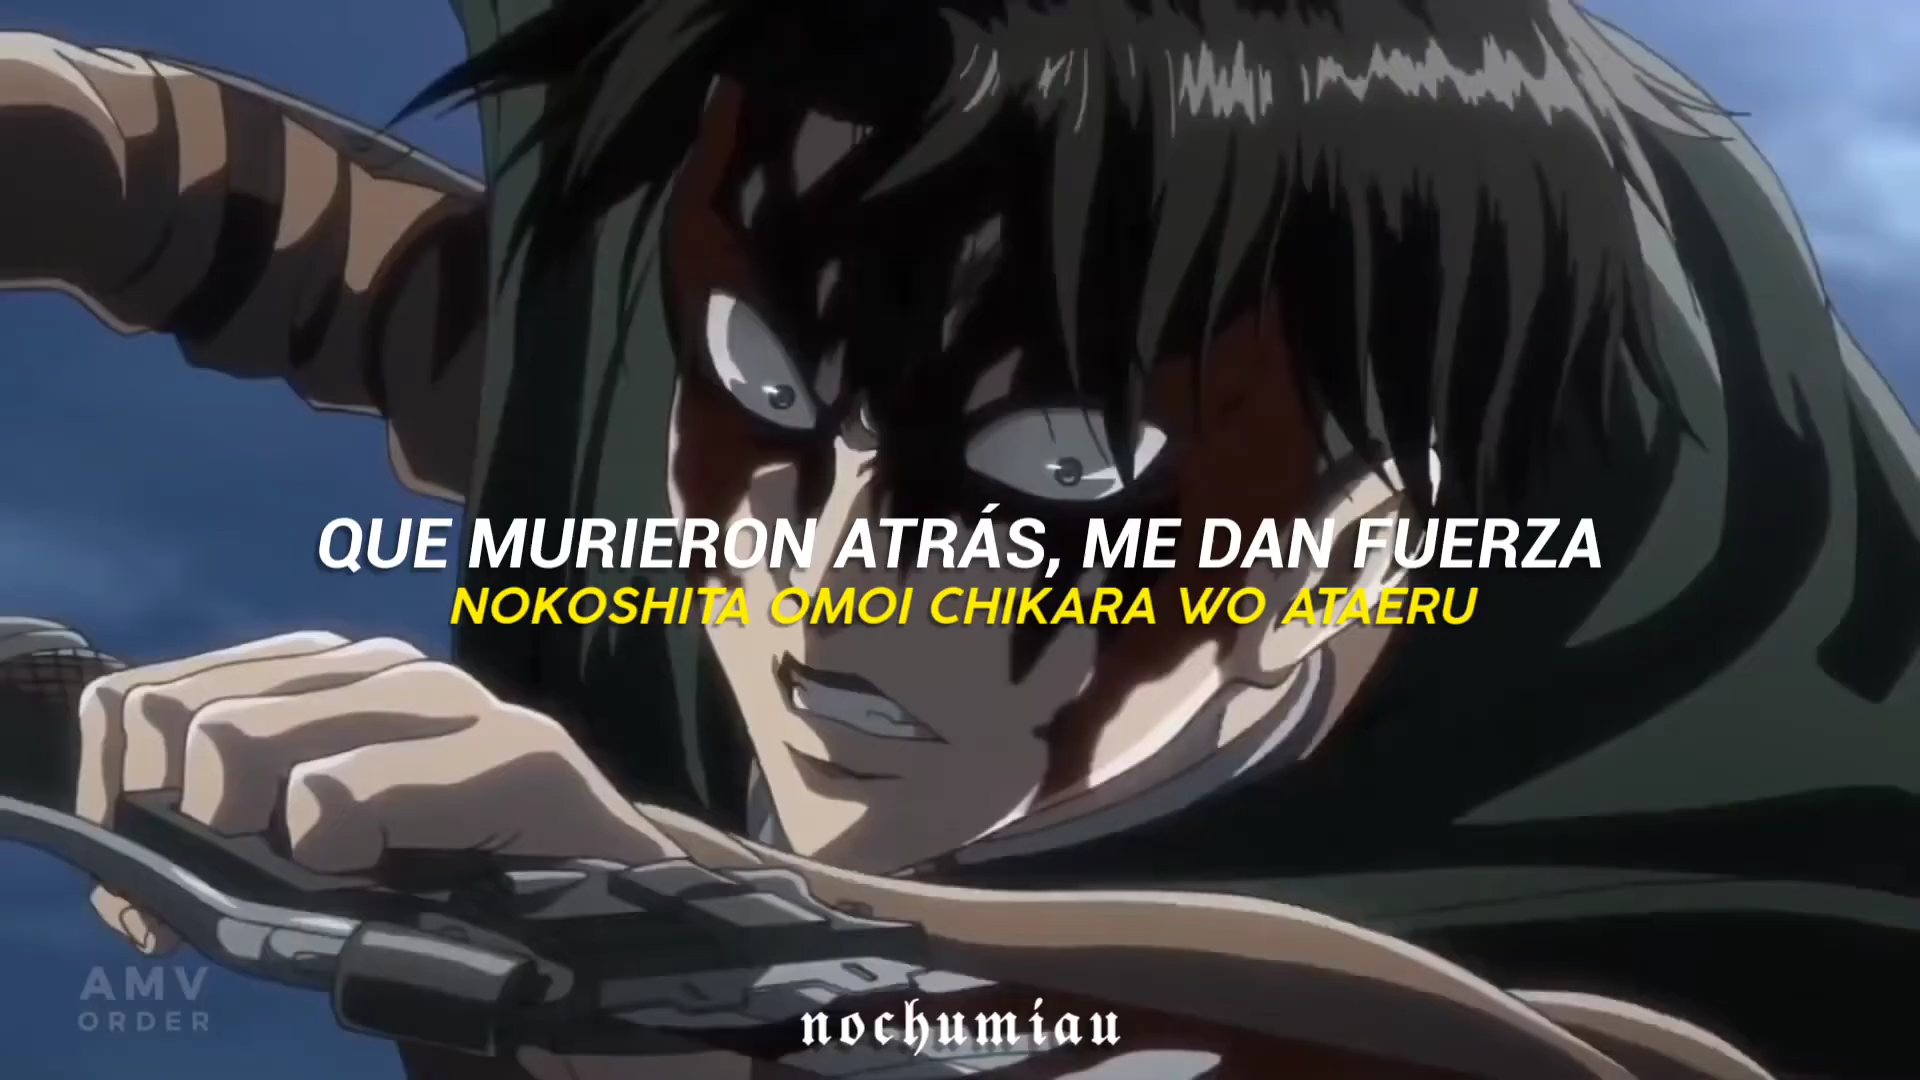 QUE MURIERON ATRÁS, ME DAN FUERZA
NOKOSHITA OMOI CHIKARA WO ATAERU
AMV
ORDER
nochumiau